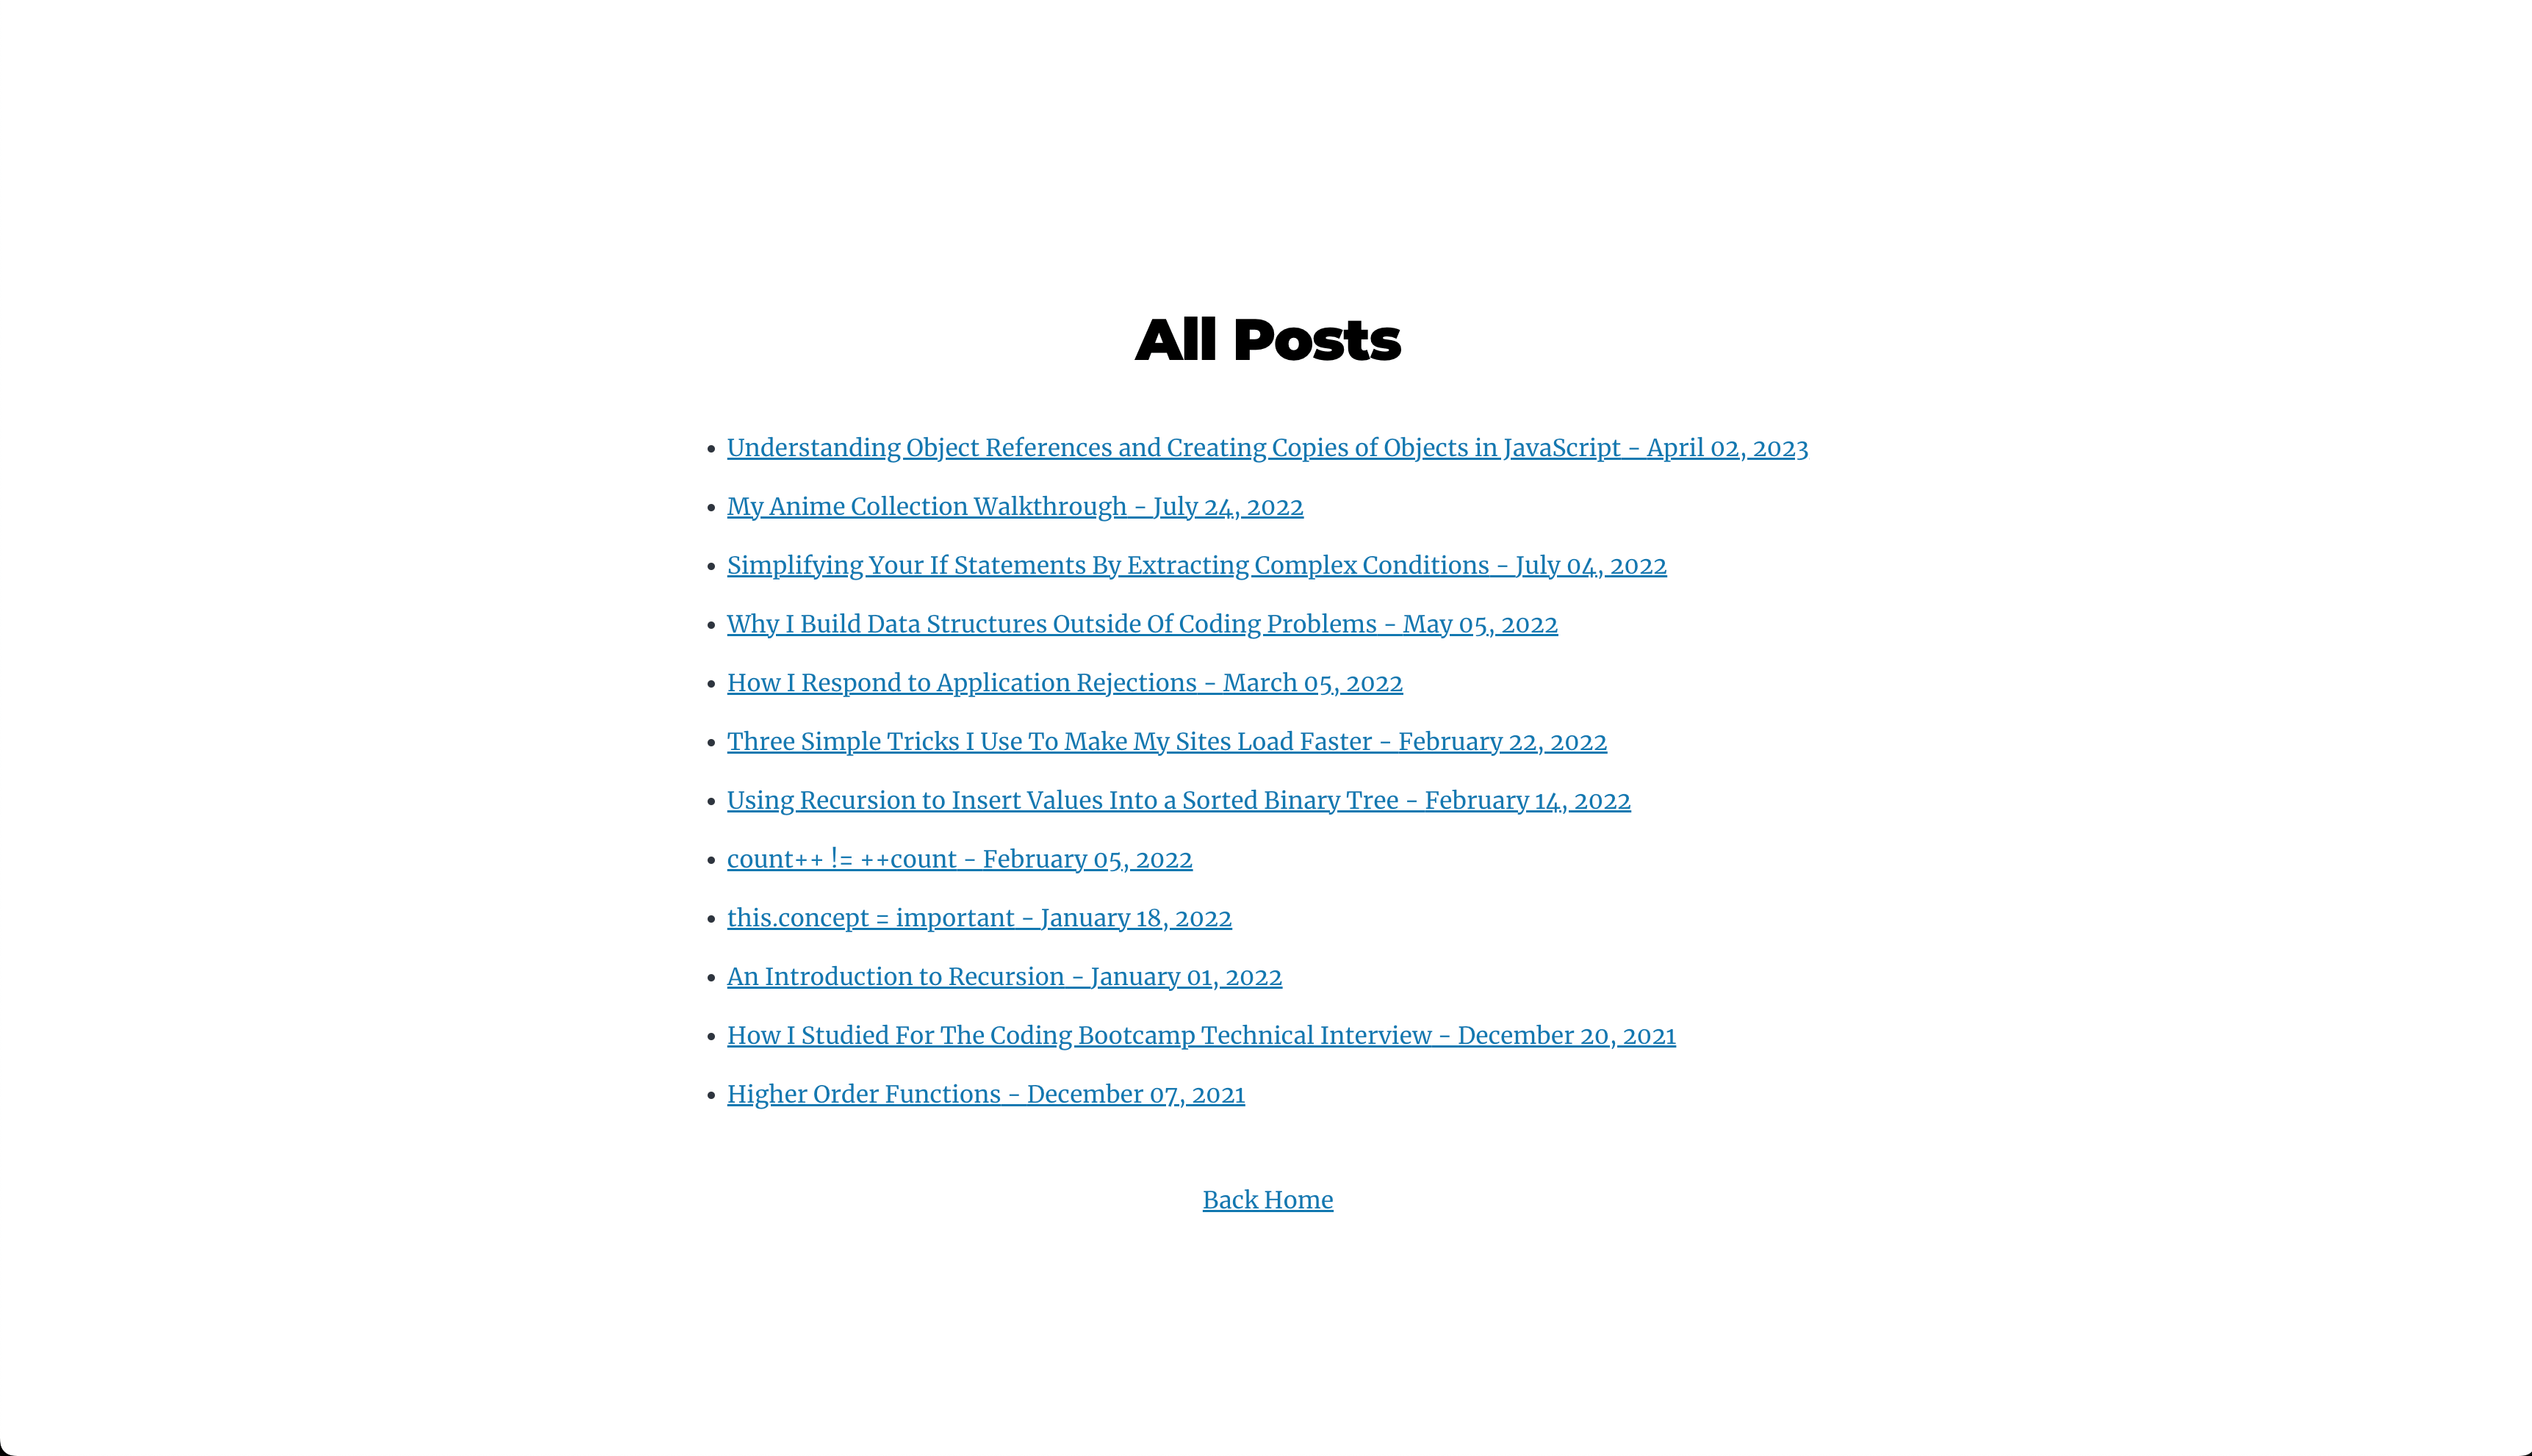 All Posts
Understanding Object References and Creating Copies of Objects in JavaScript - April 02, 2023
My Anime Collection Walkthrough - July 24, 2022
Simplifying Your If Statements By Extracting Complex Conditions - July 04, 2022
Why I Build Data Structures Outside Of Coding Problems - May 05, 2022
How I Respond to Application Rejections - March 05, 2022
Three Simple Tricks I Use To Make My Sites Load Faster - February 22, 2022
Using Recursion to Insert Values Into a Sorted Binary Tree - February 14, 2022
count++ != ++count - February 05, 2022
this.concept = important - January 18, 2022
An Introduction to Recursion - January 01, 2022
How I Studied For The Coding Bootcamp Technical Interview - December 20, 2021
Higher Order Functions - December 07, 2021
Back Home